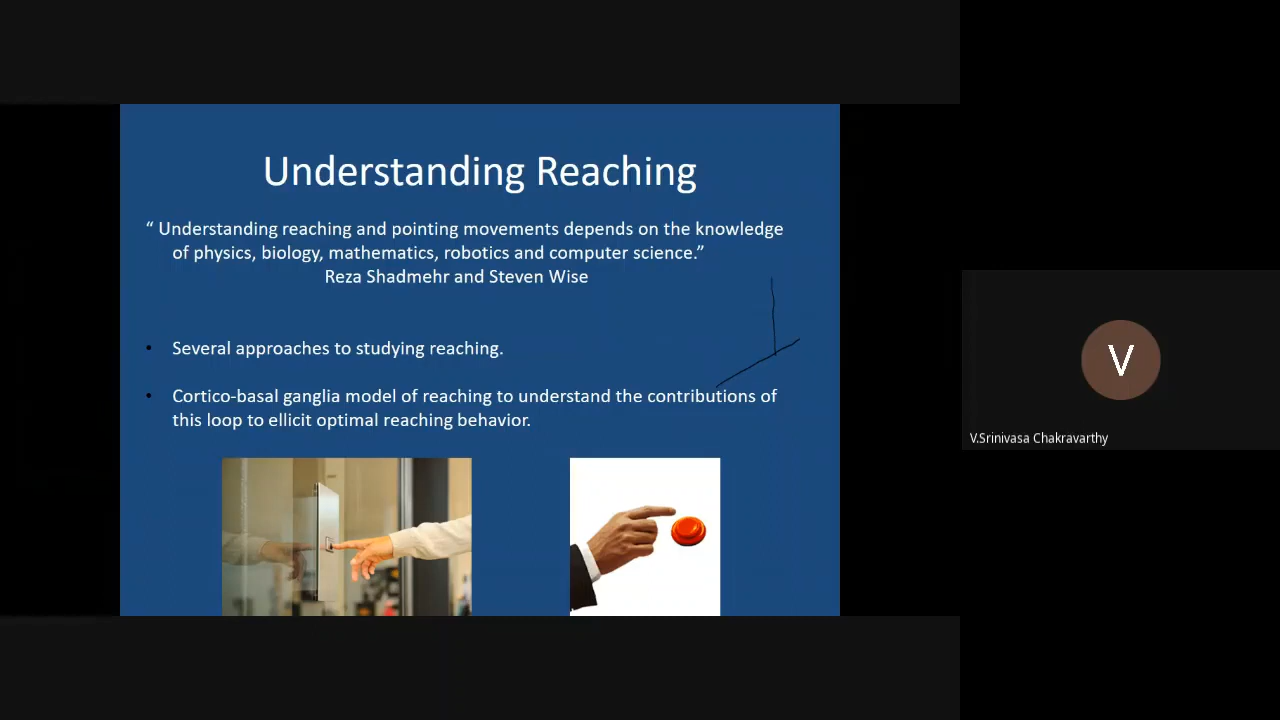 Understanding Reaching
“ Understanding reaching and pointing movements depends on the knowledge
of physics, biology, mathematics, robotics and computer science.”
Reza Shadmehr and Steven Wise
• Several approaches to studying reaching.
• Cortico-basal ganglia model of reaching to understand the contributions of
this loop to ellicit optimal reaching behavior.
V
V.Srinivasa Chakravarthy